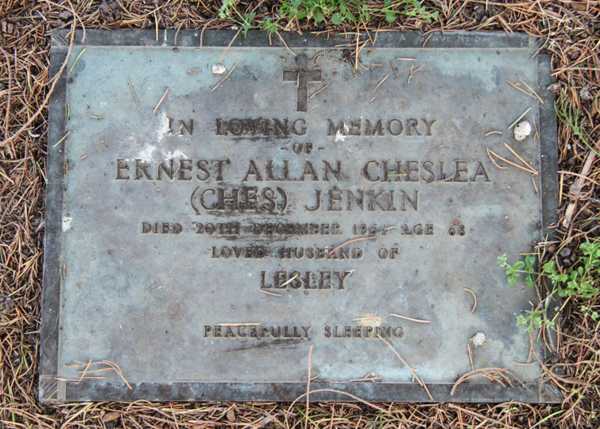 IN LOVING MEMORY
- OF -
ERNEST ALLAN CHESLEA
(CHES) JENKIN
DIED 20TH DECEMBER AGE 68
LOVED HUSBAND OF
LESLEY
PEACEFULLY SLEEPING